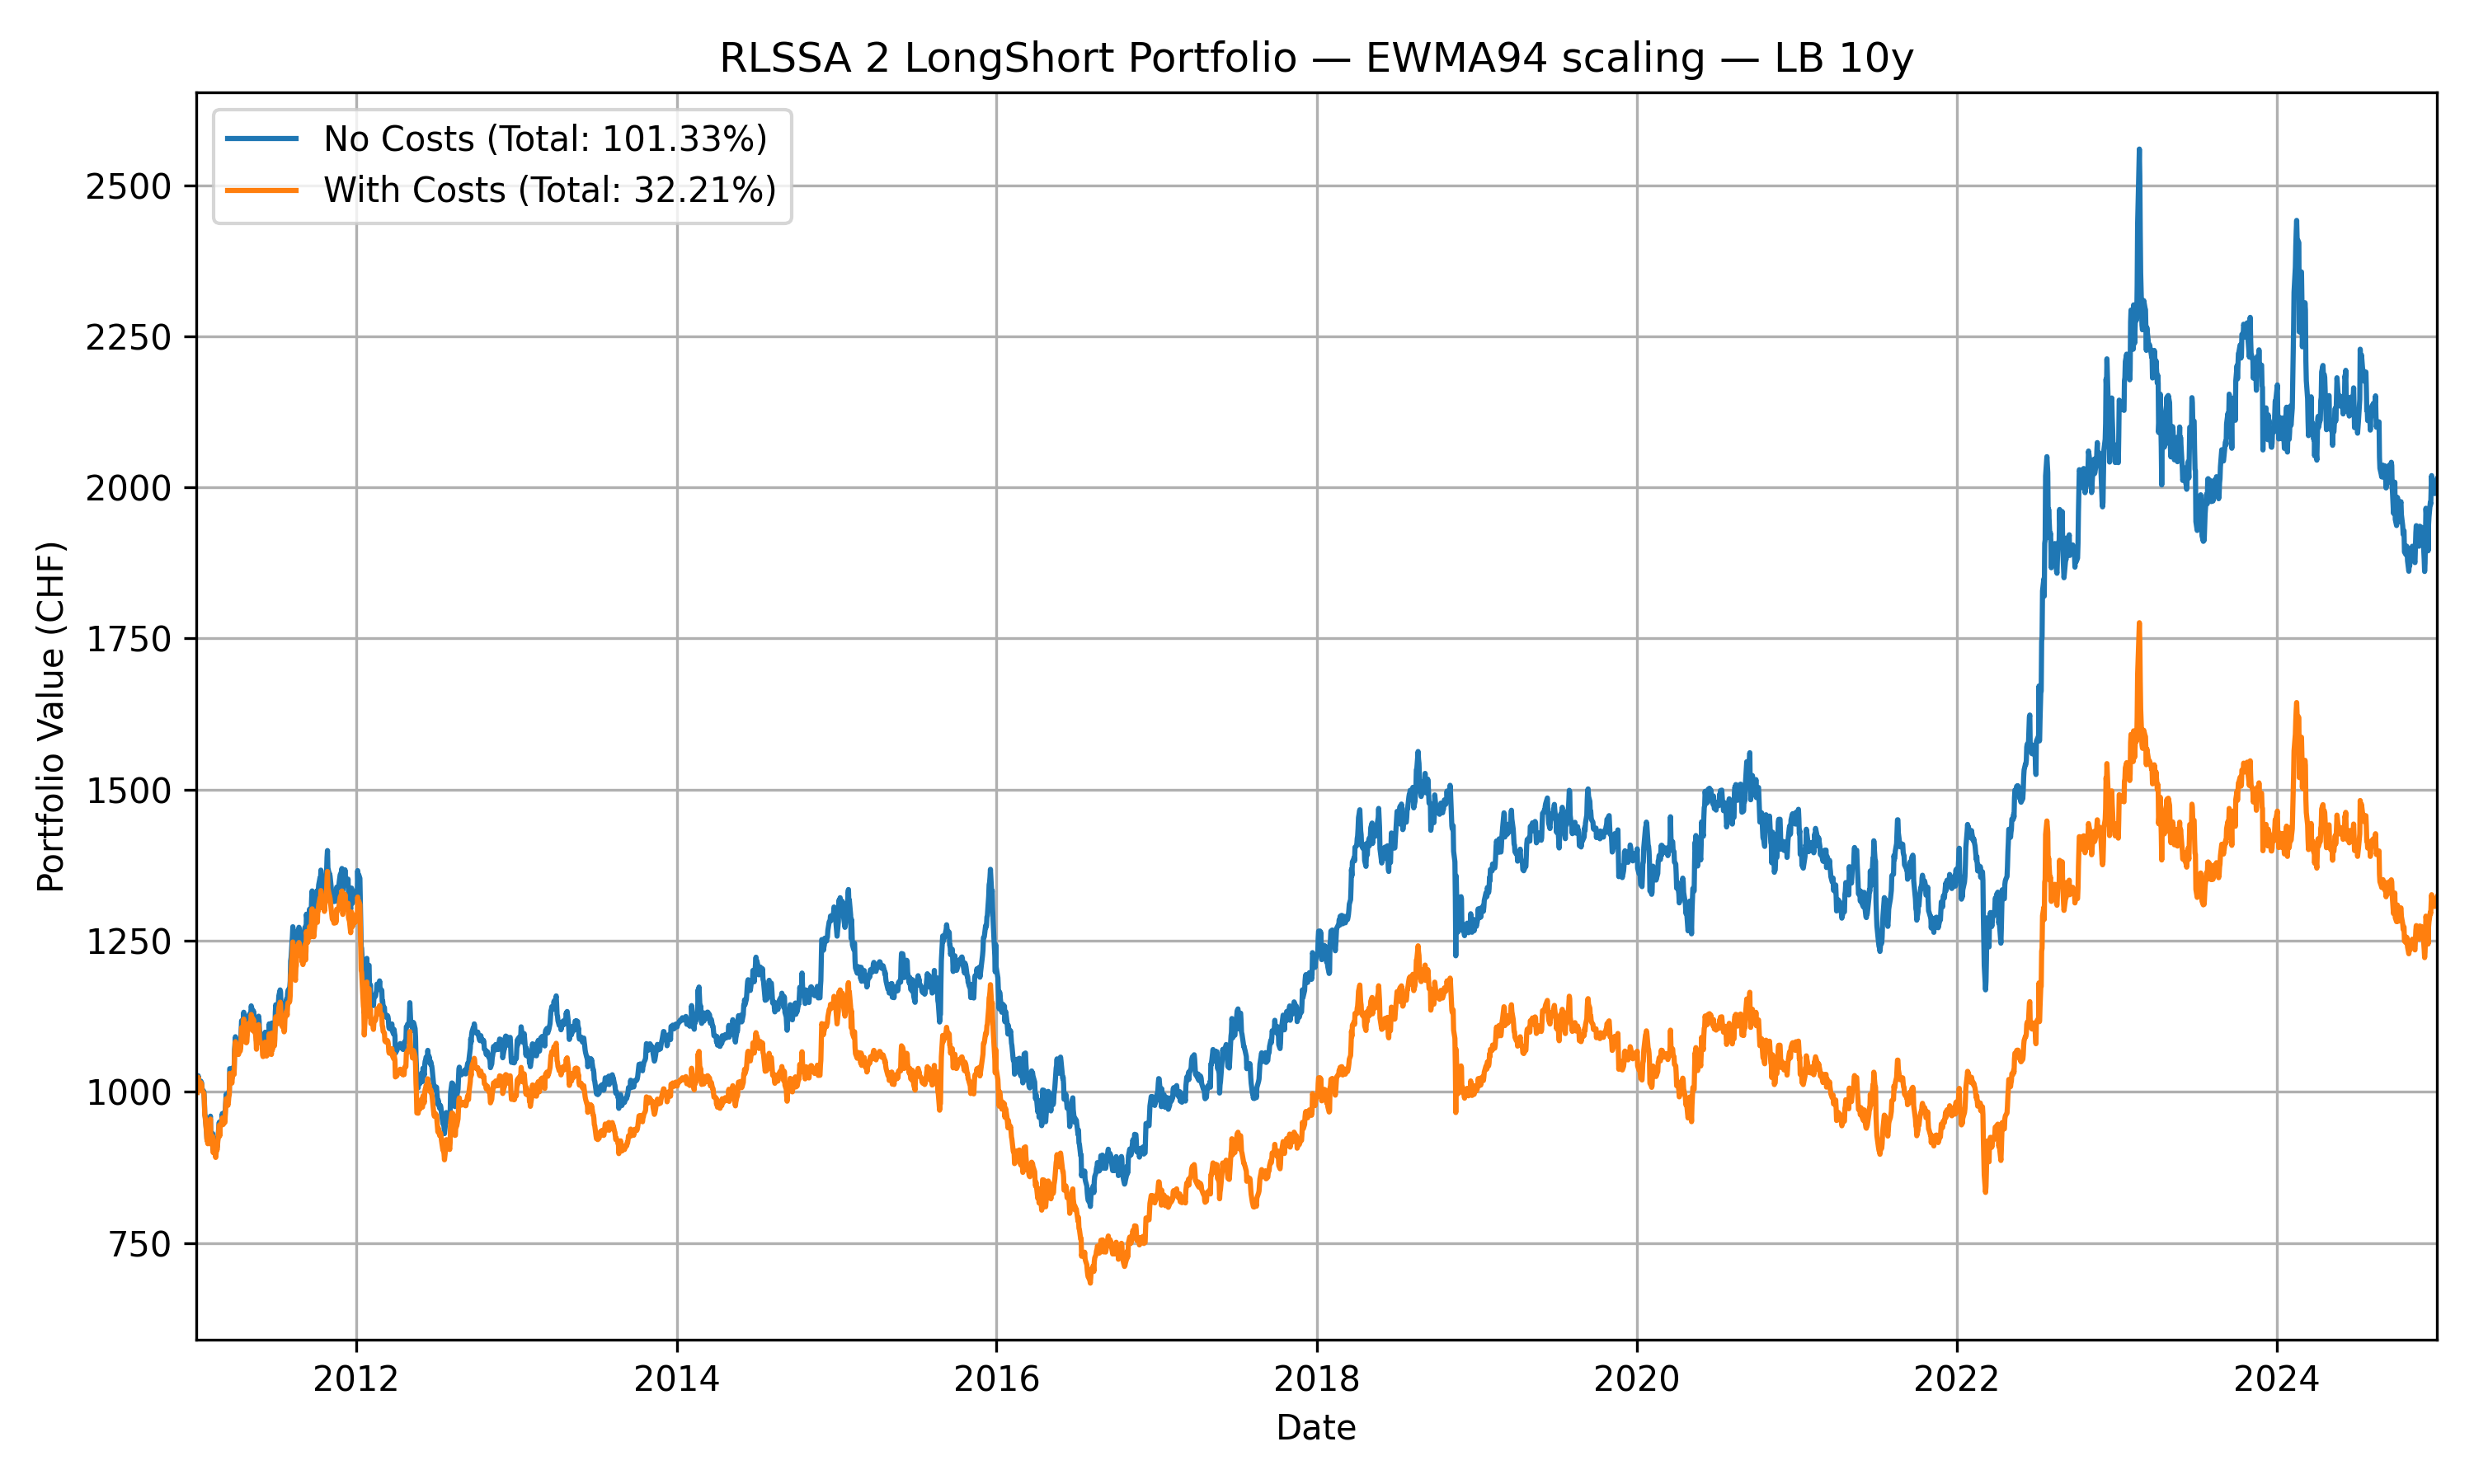 RLSSA 2 LongShort Portfolio — EWMA94 scaling — LB 10y
No Costs (Total: 101.33%)
With Costs (Total: 32.21%)
Portfolio Value (CHF)
2500
2250
2000
1750
1500
1250
1000
750
2012 2014 2016 2018 2020 2022 2024
Date